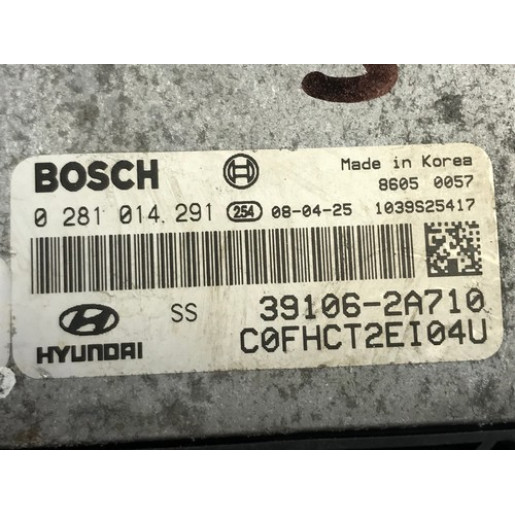 BOSCH
Made in Korea
8605 0057
0 281 014 291 254 08-04-25 1039S25417
SS 39106-2A710
HYUNDAI C0FHCT2EI04U